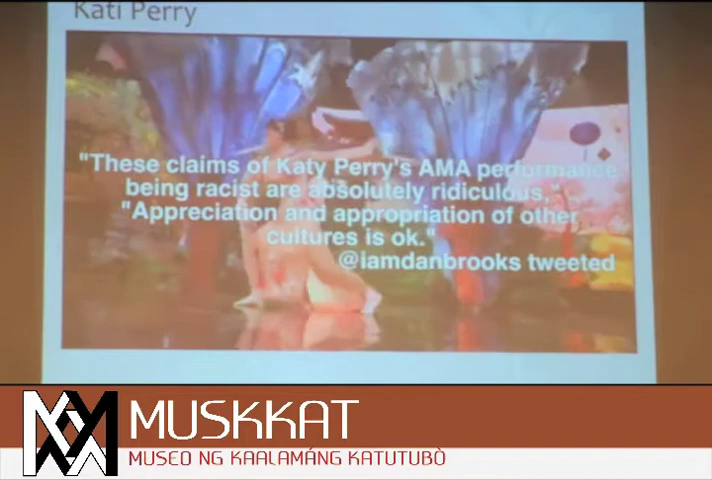 Kati Perry
"These claims of Katy Perry's AMA performance
being racist are absolutely ridiculous,"
"Appreciation and appropriation of other
cultures is ok."
@iamdanbrooks tweeted
MUSKKAT
MUSEO NG KAALAMÁNG KATUTUBÒ